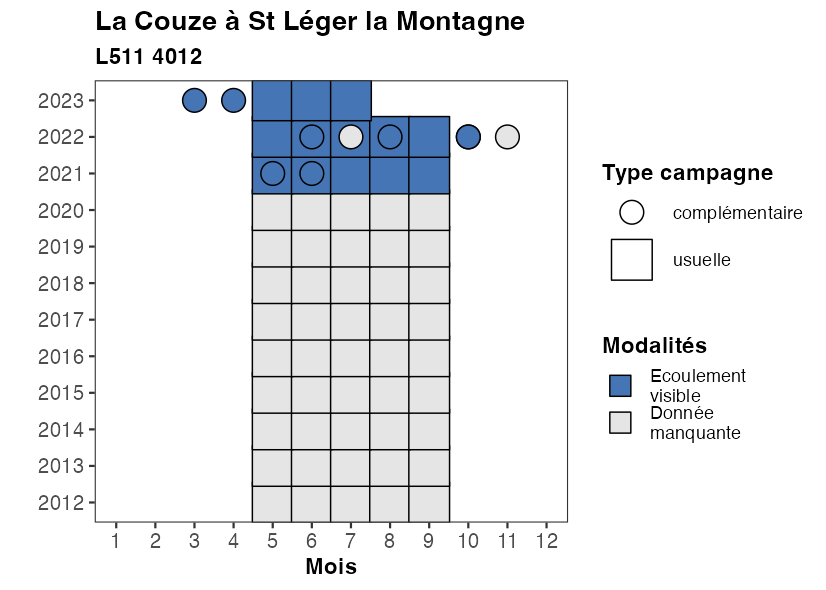 La Couze à St Léger la Montagne
L511 4012
2023
2022
2021
2020
2019
2018
2017
2016
2015
2014
2013
2012
1 2 3 4 5 6 7 8 9 10 11 12
Mois
Type campagne
complémentaire
usuelle
Modalités
Ecoulement
visible
Donnée
manquante